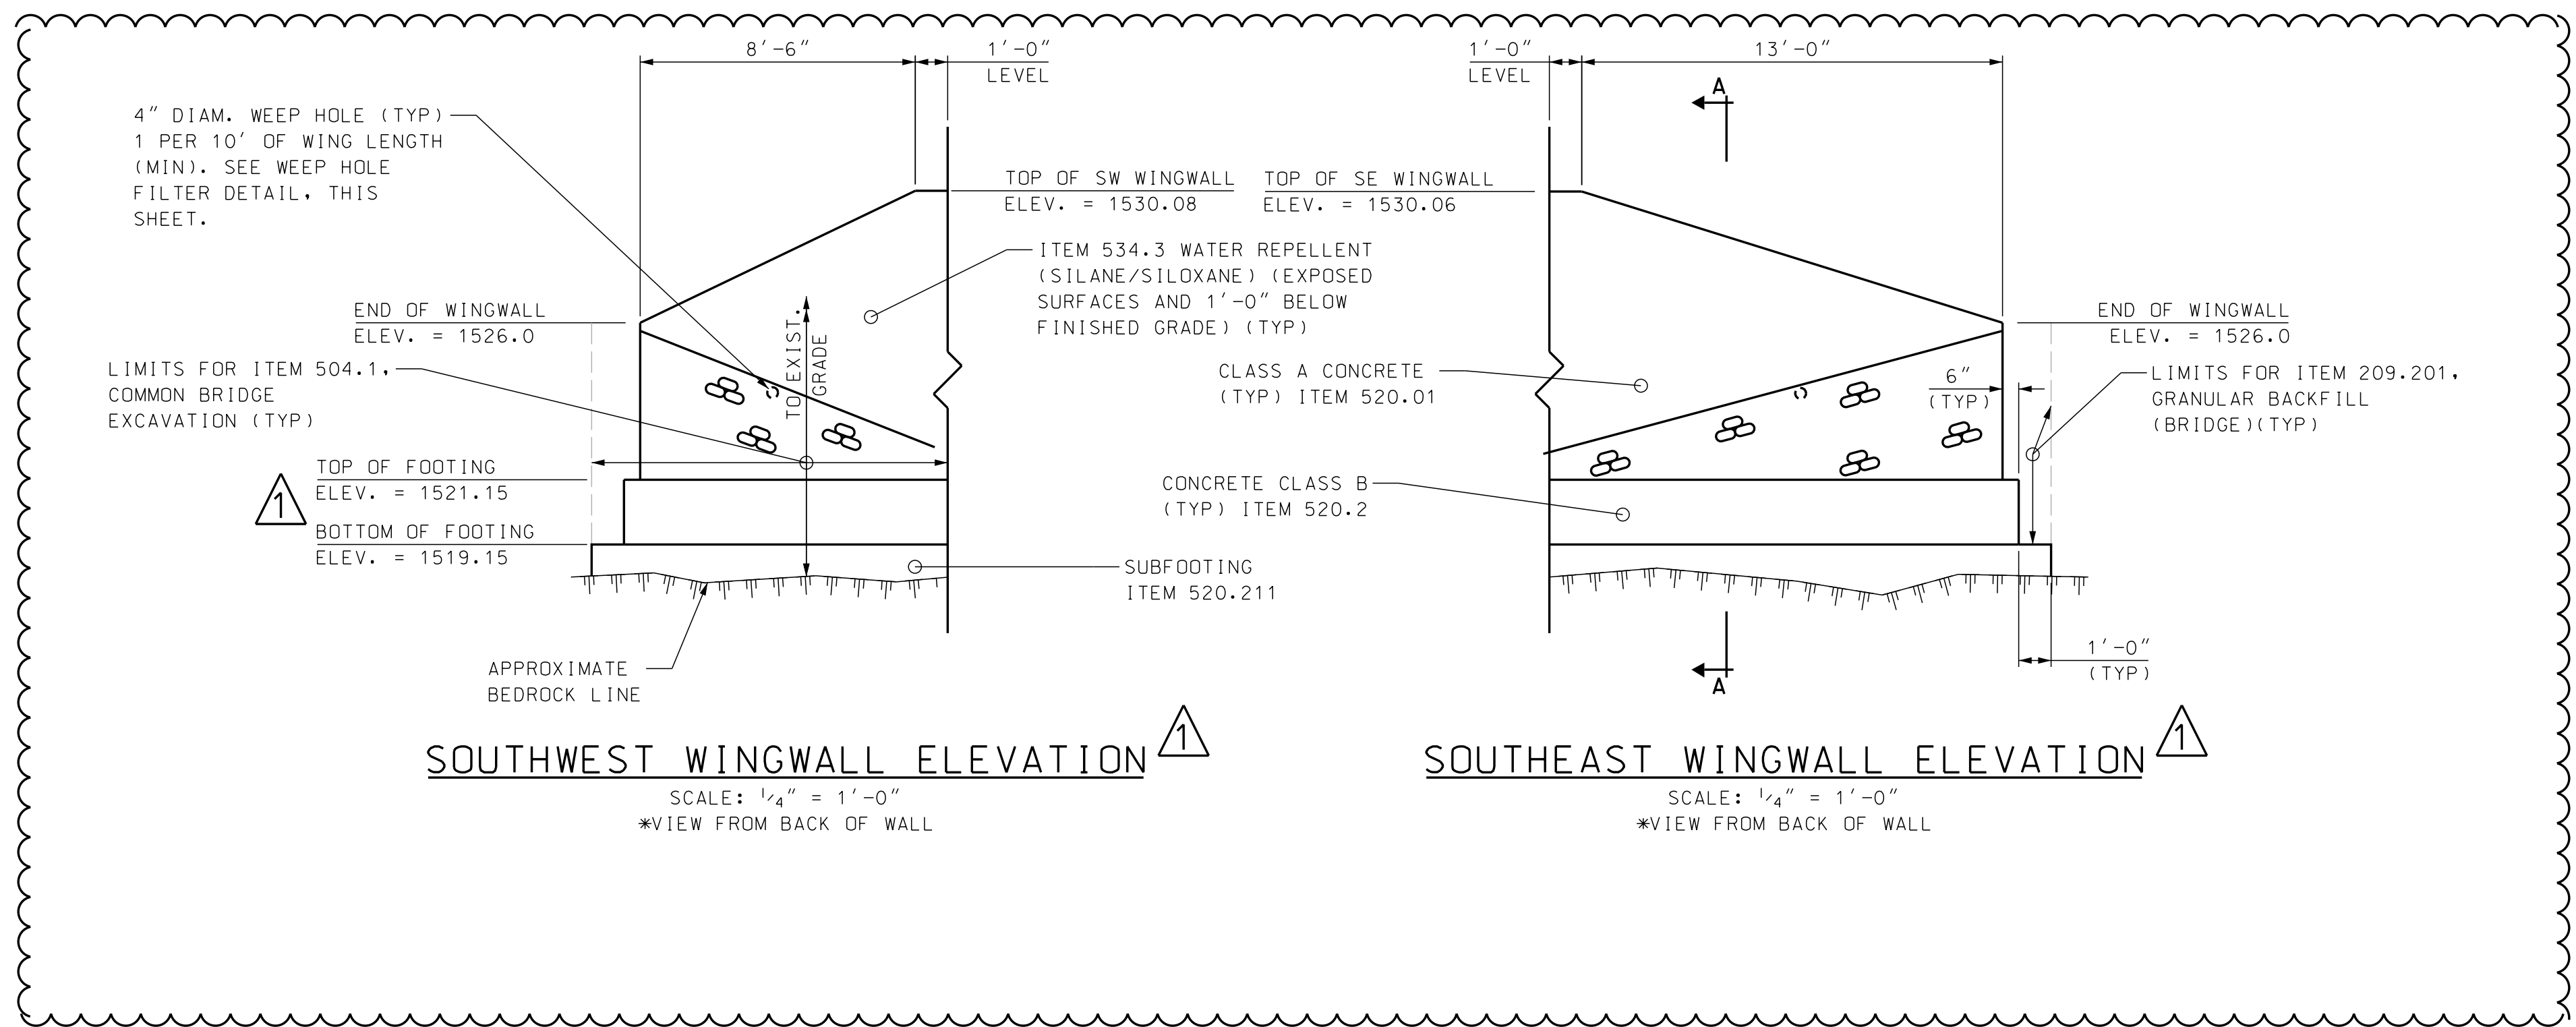 8'-6"
1'-0"
LEVEL
1'-0"
LEVEL
13'-0"
A
4" DIAM. WEEP HOLE (TYP)
1 PER 10' OF WING LENGTH
(MIN). SEE WEEP HOLE
FILTER DETAIL, THIS
SHEET.
TOP OF SW WINGWALL
ELEV. = 1530.08
TOP OF SE WINGWALL
ELEV. = 1530.06
ITEM 534.3 WATER REPELLENT
(SILANE/SILOXANE) (EXPOSED
SURFACES AND 1'-0" BELOW
FINISHED GRADE) (TYP)
END OF WINGWALL
ELEV. = 1526.0
TO EXIST.
GRADE
END OF WINGWALL
ELEV. = 1526.0
LIMITS FOR ITEM 504.1,
COMMON BRIDGE
EXCAVATION (TYP)
CLASS A CONCRETE
(TYP) ITEM 520.01
6"
(TYP)
LIMITS FOR ITEM 209.201,
GRANULAR BACKFILL
(BRIDGE)(TYP)
TOP OF FOOTING
ELEV. = 1521.15
1
BOTTOM OF FOOTING
ELEV. = 1519.15
CONCRETE CLASS B
(TYP) ITEM 520.2
SUBFOOTING
ITEM 520.211
APPROXIMATE
BEDROCK LINE
A
1'-0"
(TYP)
SOUTHWEST WINGWALL ELEVATION
1
SCALE: 1/4" = 1'-0"
*VIEW FROM BACK OF WALL
SOUTHEAST WINGWALL ELEVATION
1
SCALE: 1/4" = 1'-0"
*VIEW FROM BACK OF WALL